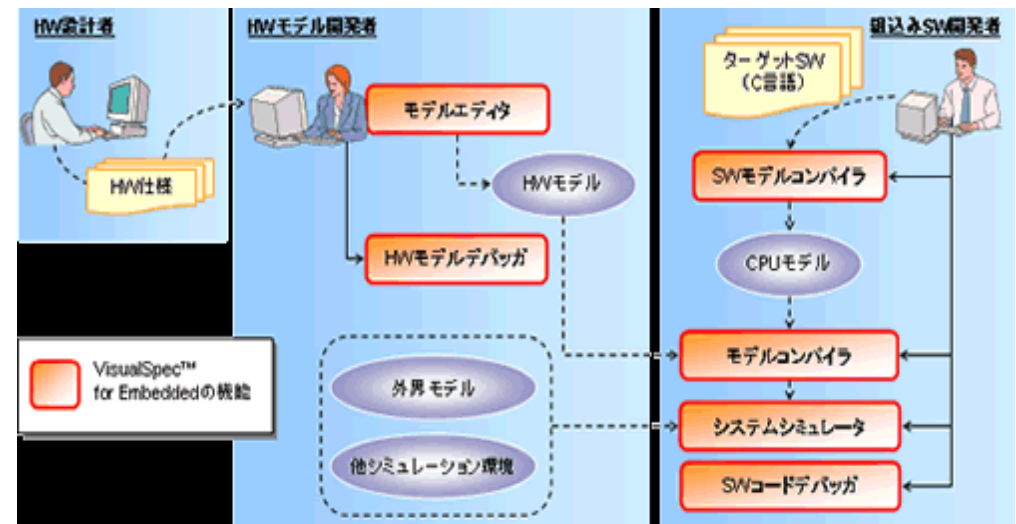 HW設計者
HWモデル開発者
組込みSW開発者
ターゲットSW
(C言語)
モデルエディタ
HW仕様
HWモデル
SWモデルコンパイラ
HWモデルデバッガ
CPUモデル
モデルコンパイラ
VisualSpec™
for Embeddedの機能
外界モデル
システムシミュレータ
他シミュレーション環境
SWコードデバッガ